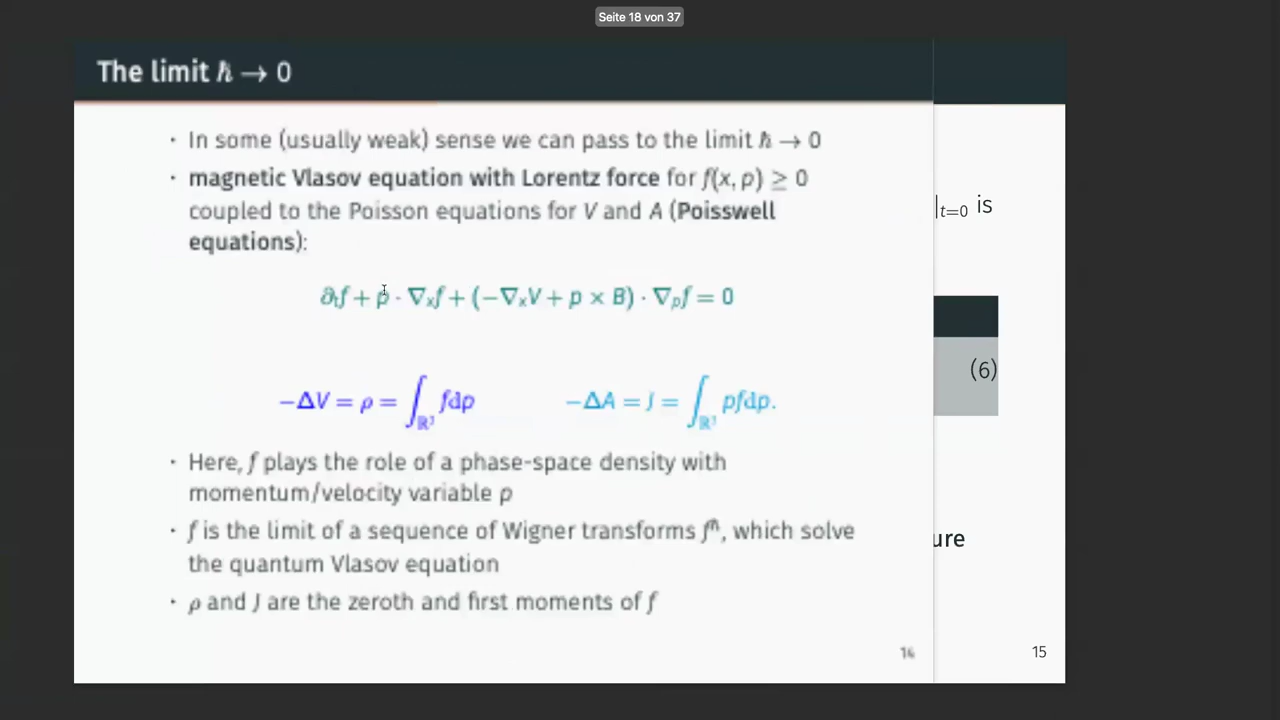 Seite 18 von 37
The limit ℏ → 0
· In some (usually weak) sense we can pass to the limit ℏ → 0
· magnetic Vlasov equation with Lorentz force for f(x, p) ≥ 0
coupled to the Poisson equations for V and A (Poisswell
equations):
∂ₜf + p · ∇ₓf + (−∇ₓV + p × B) · ∇ₚf = 0
−ΔV = ρ = ∫_ℝ³ fdp
−ΔA = J = ∫_ℝ³ pfdp.
· Here, f plays the role of a phase-space density with
momentum/velocity variable p
· f is the limit of a sequence of Wigner transforms f^ℏ, which solve
the quantum Vlasov equation
· ρ and J are the zeroth and first moments of f
14
|ₜ₌₀ is
(6)
ure
15